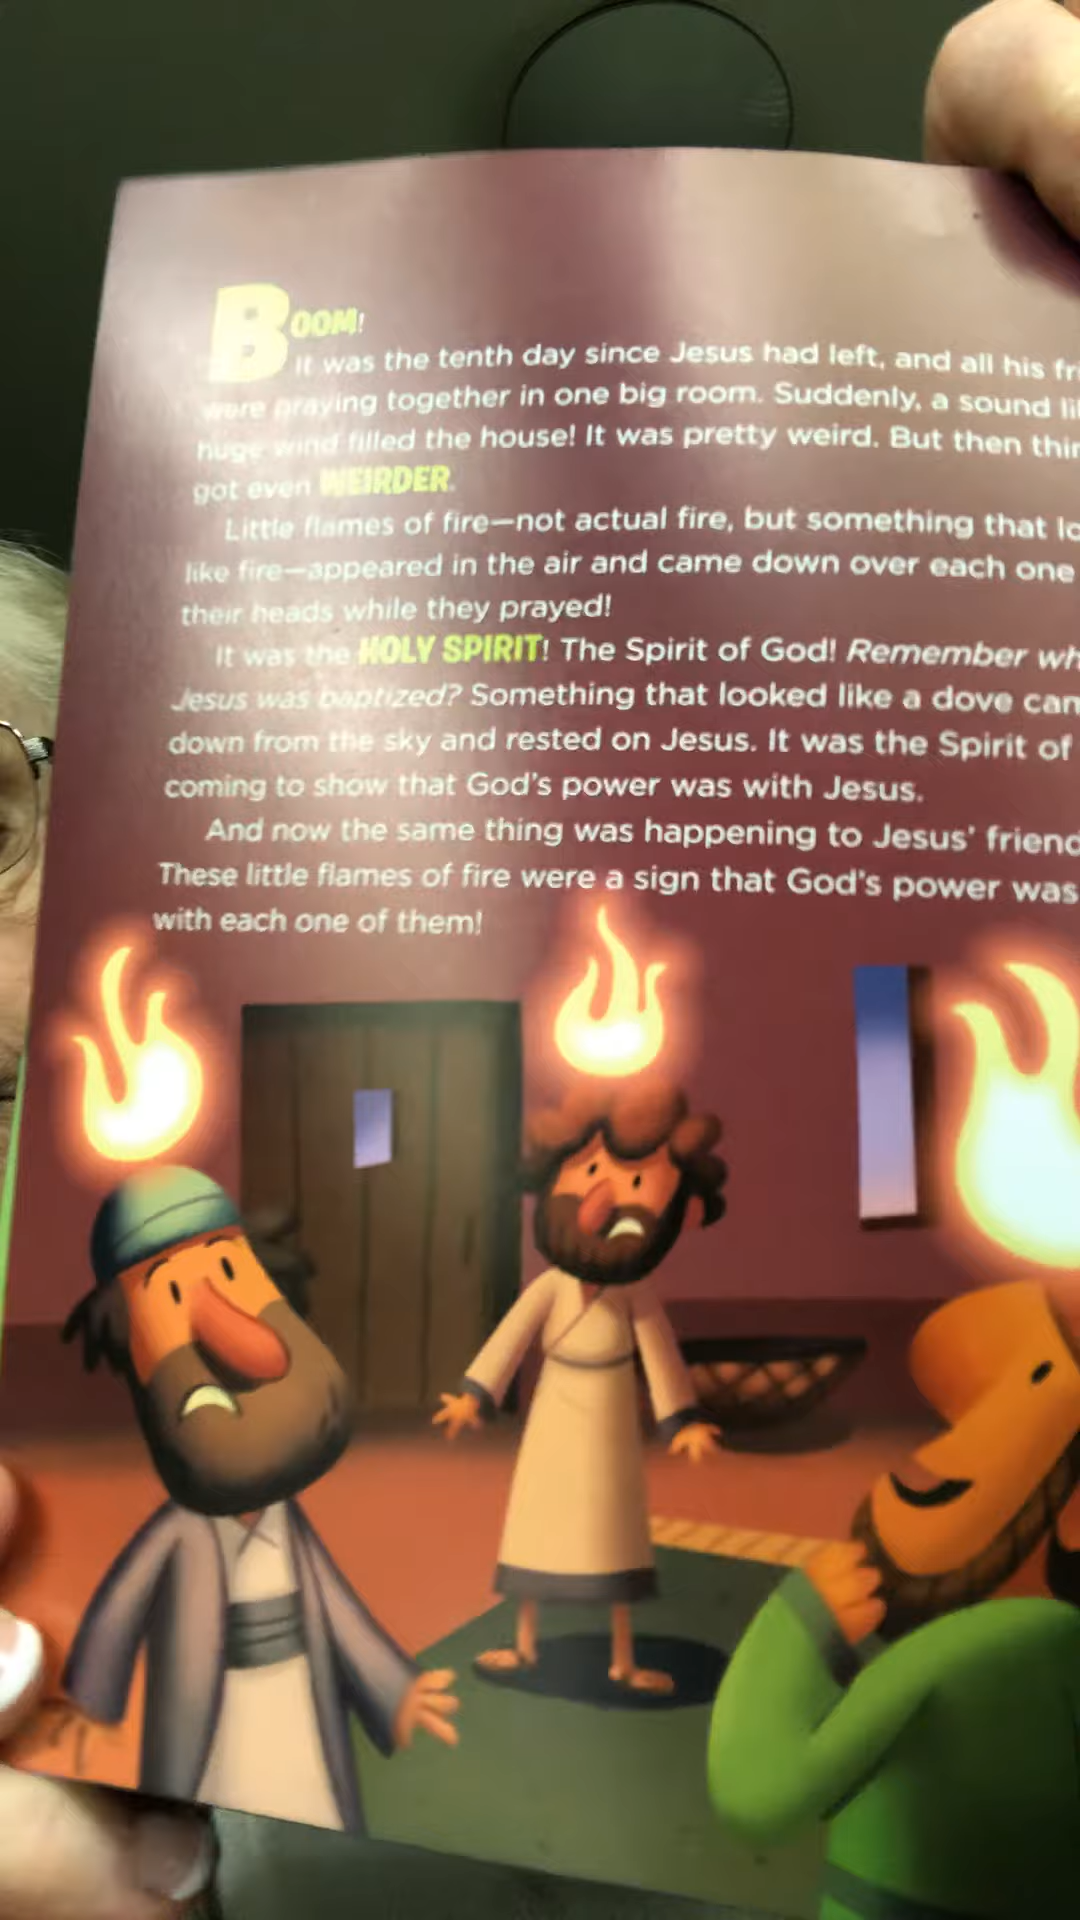 BOOM!
It was the tenth day since Jesus had left, and all his
were praying together in one big room. Suddenly, a sound
huge wind filled the house! It was pretty weird. But then
got even WEIRDER.
Little flames of fire—not actual fire, but something that
like fire—appeared in the air and came down over each one
their heads while they prayed!
It was the HOLY SPIRIT! The Spirit of God! Remember
Jesus was baptized? Something that looked like a dove
down from the sky and rested on Jesus. It was the Spirit of
coming to show that God's power was with Jesus.
And now the same thing was happening to Jesus'
These little flames of fire were a sign that God's power was
with each one of them!